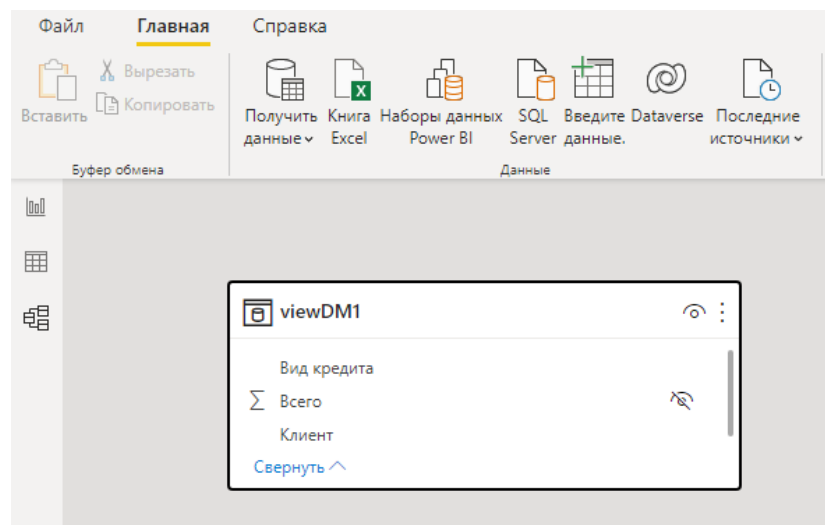 Файл Главная Справка
Вставить
Вырезать
Копировать
Буфер обмена
Получить данные
Книга Excel
Наборы данных Power BI
SQL Server
Введите данные.
Dataverse
Последние источники
Данные
viewDM1
Вид кредита
Σ Всего
Клиент
Свернуть